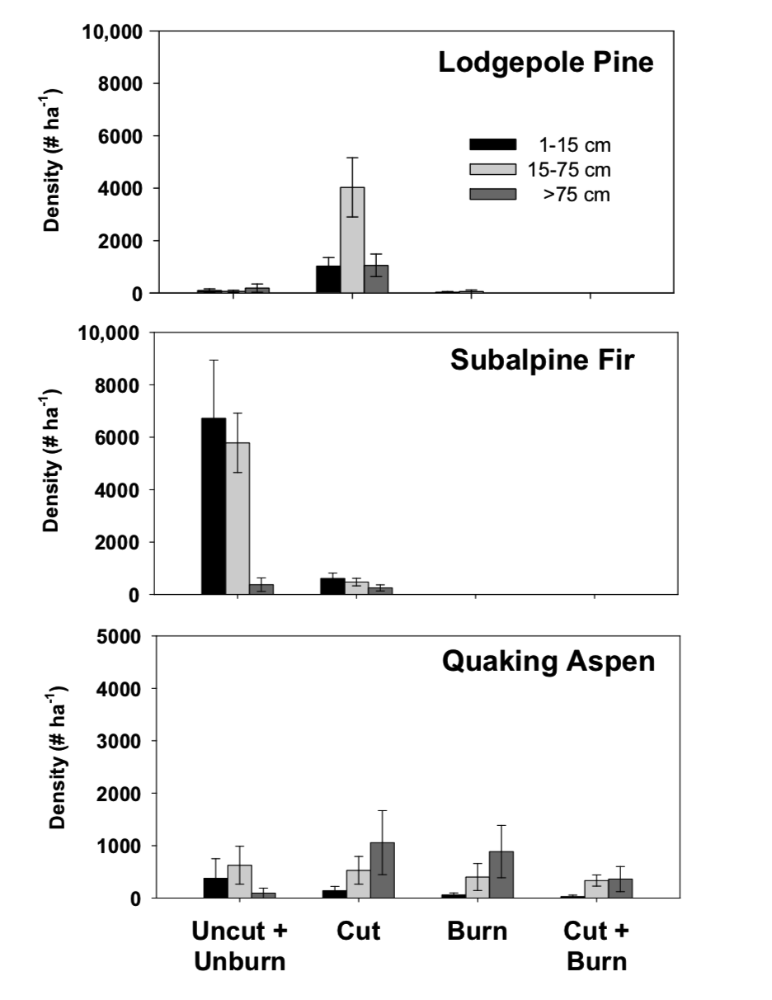 10,000
8000
6000
4000
2000
0
Density (# ha-1)
Lodgepole Pine
1-15 cm
15-75 cm
>75 cm
10,000
8000
6000
4000
2000
0
Density (# ha-1)
Subalpine Fir
5000
4000
3000
2000
1000
0
Density (# ha-1)
Quaking Aspen
Uncut +
Unburn
Cut
Burn
Cut +
Burn